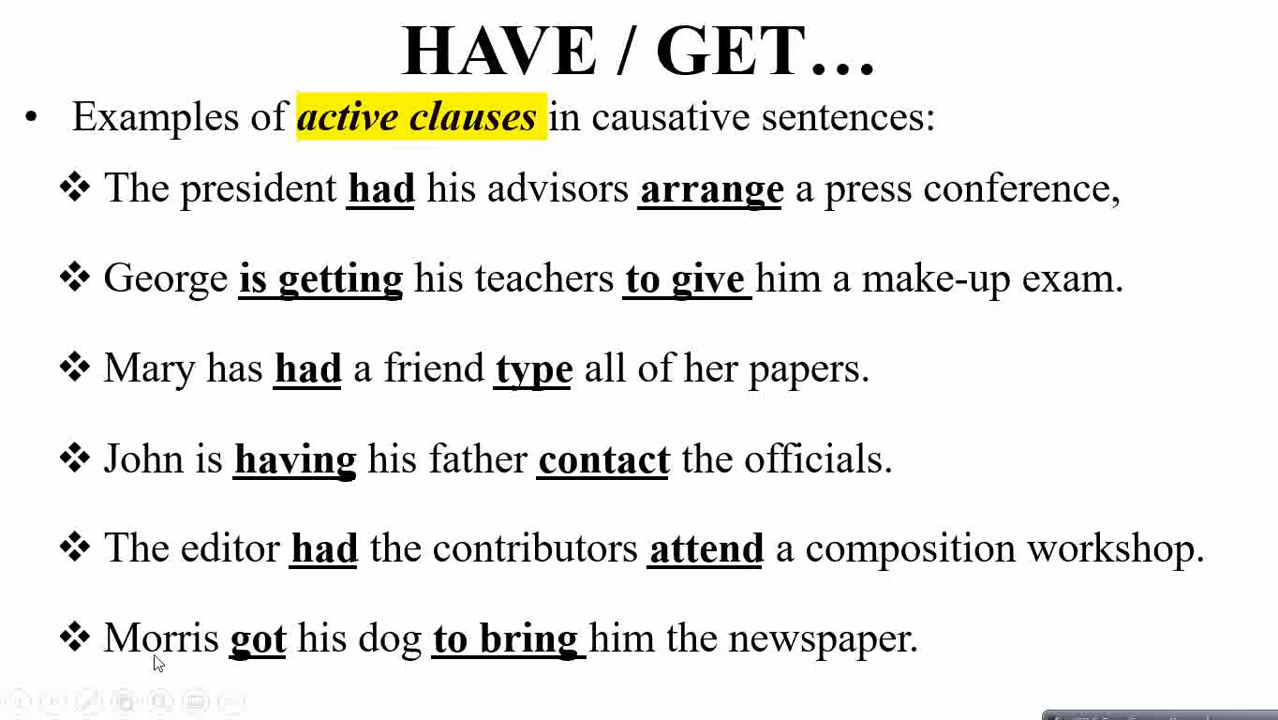 HAVE / GET…
• Examples of active clauses in causative sentences:
❖ The president had his advisors arrange a press conference,
❖ George is getting his teachers to give him a make-up exam.
❖ Mary has had a friend type all of her papers.
❖ John is having his father contact the officials.
❖ The editor had the contributors attend a composition workshop.
❖ Morris got his dog to bring him the newspaper.